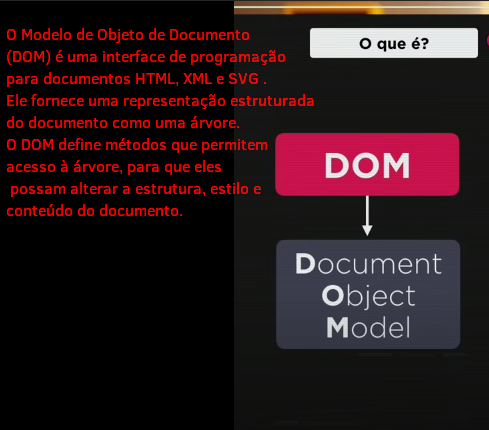 O Modelo de Objeto de Documento
(DOM) é uma interface de programação
para documentos HTML, XML e SVG .
Ele fornece uma representação estruturada
do documento como uma árvore.
O DOM define métodos que permitem
acesso à árvore, para que eles
possam alterar a estrutura, estilo e
conteúdo do documento.
O que é?
DOM
Document
Object
Model